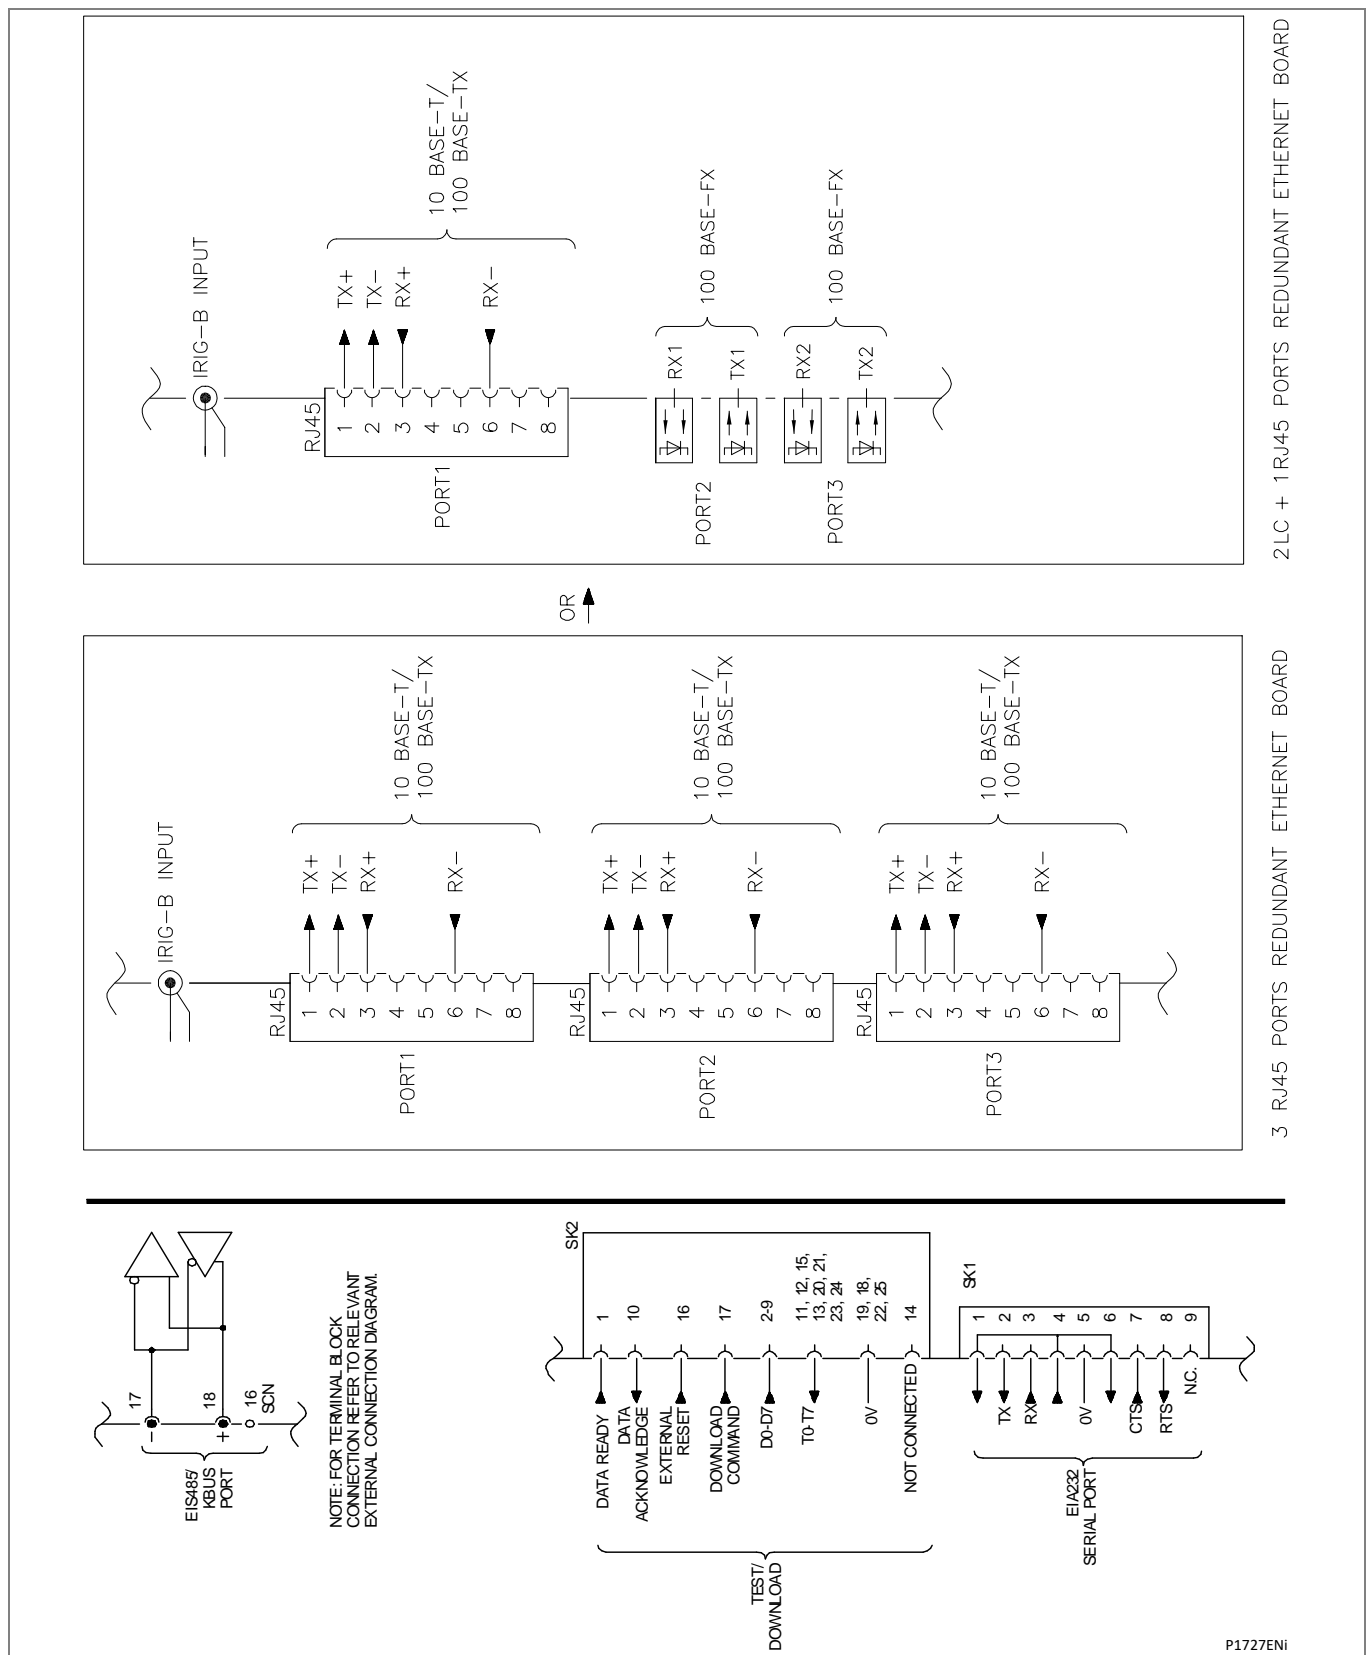 IRIG-B INPUT
RJ45
1
2
3
4
5
6
7
8
TX+
TX-
RX+
RX-
10 BASE-T/
100 BASE-TX
PORT1
RX1
TX1
100 BASE-FX
PORT2
RX2
TX2
100 BASE-FX
PORT3
2LC + 1RJ45 PORTS REDUNDANT ETHERNET BOARD
OR
IRIG-B INPUT
RJ45
1
2
3
4
5
6
7
8
TX+
TX-
RX+
RX-
10 BASE-T/
100 BASE-TX
PORT1
RJ45
1
2
3
4
5
6
7
8
TX+
TX-
RX+
RX-
10 BASE-T/
100 BASE-TX
PORT2
RJ45
1
2
3
4
5
6
7
8
TX+
TX-
RX+
RX-
10 BASE-T/
100 BASE-TX
PORT3
3 RJ45 PORTS REDUNDANT ETHERNET BOARD
17
18
16
SCN
-
+
EIS485/
KBUS
PORT
NOTE: FOR TERMINAL BLOCK
CONNECTION REFER TO RELEVANT
EXTERNAL CONNECTION DIAGRAM.
SK2
1
10
16
17
2-9
11, 12, 15,
13, 20, 21,
23, 24
19, 18,
22, 25
14
DATA READY
DATA
ACKNOWLEDGE
EXTERNAL
RESET
DOWNLOAD
COMMAND
D0-D7
T0-T7
0V
NOT CONNECTED
TEST/
DOWNLOAD
SK1
1
2
3
4
5
6
7
8
9
TX
RX
0V
CTS
RTS
N.C.
EIA232
SERIAL PORT
P1727ENi